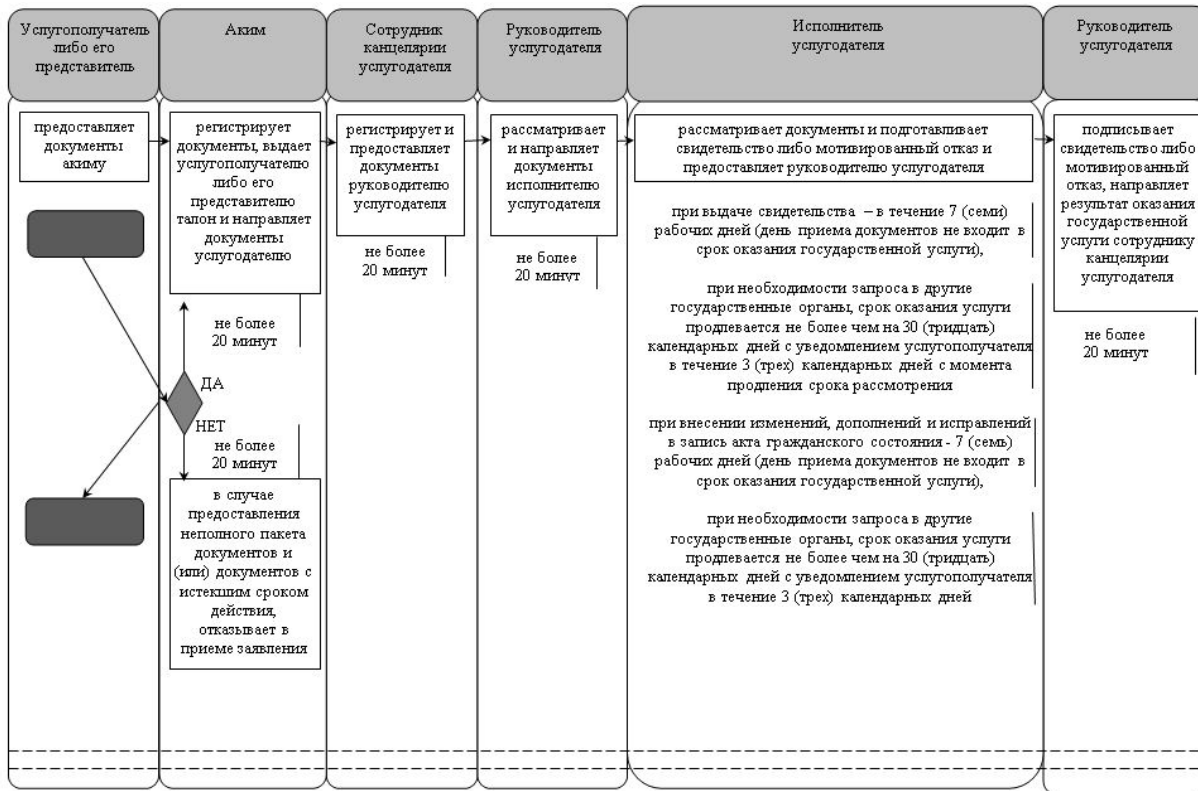 Услугополучатель
либо его
представитель
Аким
Сотрудник
канцелярии
услугодателя
Руководитель
услугодателя
Исполнитель
услугодателя
Руководитель
услугодателя
предоставляет
документы
акиму
регистрирует
документы, выдает
услугополучателю
либо его
представителю
талон и направляет
документы
услугодателю
не более
20 минут
ДА
НЕТ
не более
20 минут
в случае
предоставления
неполного пакета
документов и
(или) документов с
истекшим сроком
действия,
отказывает в
приеме заявления
регистрирует и
предоставляет
документы
руководителю
услугодателя
не более
20 минут
рассматривает
и направляет
документы
исполнителю
услугодателя
не более
20 минут
рассматривает документы и подготавливает
свидетельство либо мотивированный отказ и
предоставляет руководителю услугодателя
при выдаче свидетельства – в течение 7 (семи)
рабочих дней (день приема документов не входит в
срок оказания государственной услуги),
при необходимости запроса в другие
государственные органы, срок оказания услуги
продлевается не более чем на 30 (тридцать)
календарных дней с уведомлением услугополучателя
в течение 3 (трех) календарных дней с момента
продления срока рассмотрения
при внесении изменений, дополнений и исправлений
в запись акта гражданского состояния - 7 (семь)
рабочих дней (день приема документов не входит в
срок оказания государственной услуги),
при необходимости запроса в другие
государственные органы, срок оказания услуги
продлевается не более чем на 30 (тридцать)
календарных дней с уведомлением услугополучателя
в течение 3 (трех) календарных дней
подписывает
свидетельство либо
мотивированный
отказ, направляет
результат оказания
государственной
услуги сотруднику
канцелярии
услугодателя
не более
20 минут